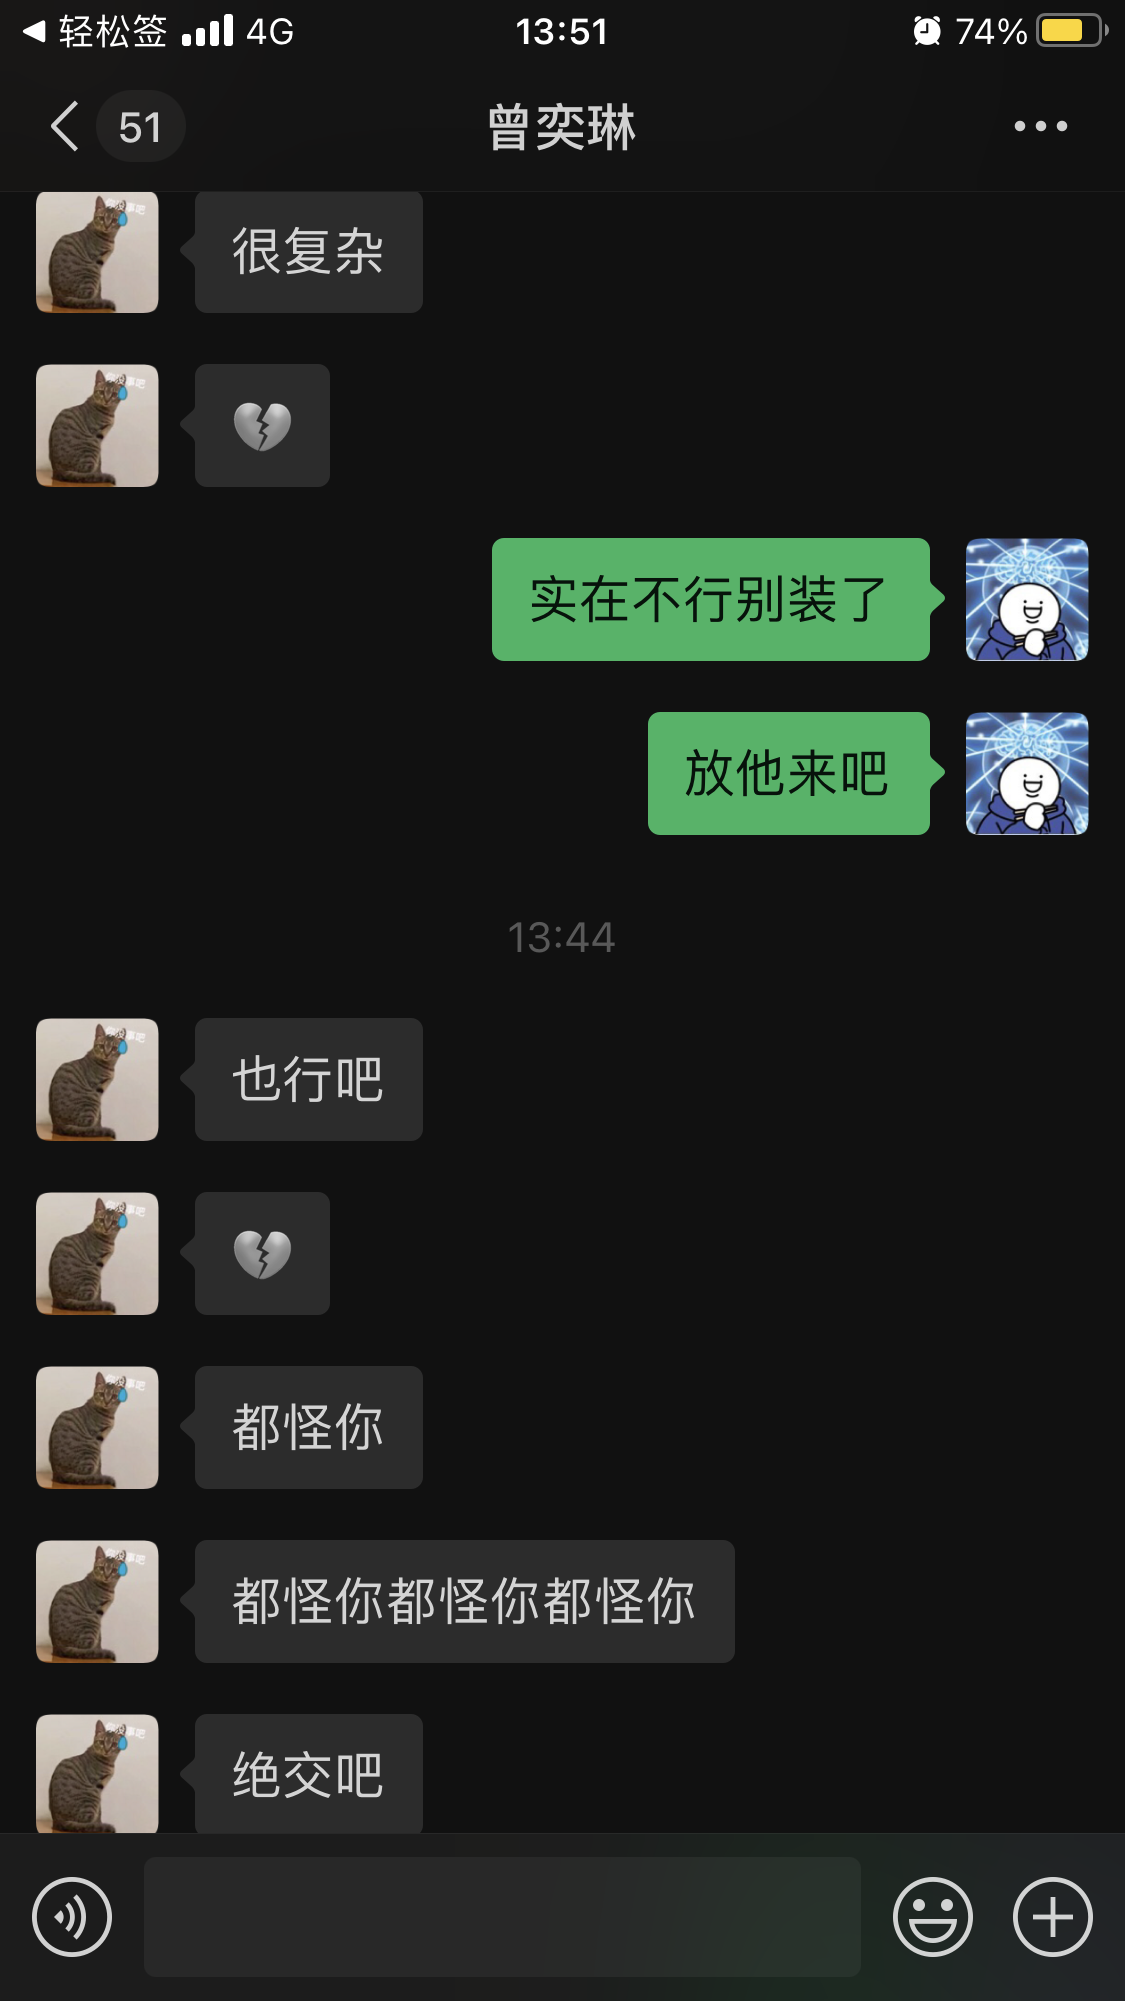 轻松签 4G 13:51 74%
51 曾奕琳
很复杂
实在不行别装了
放他来吧
13:44
也行吧
都怪你
都怪你都怪你都怪你
绝交吧